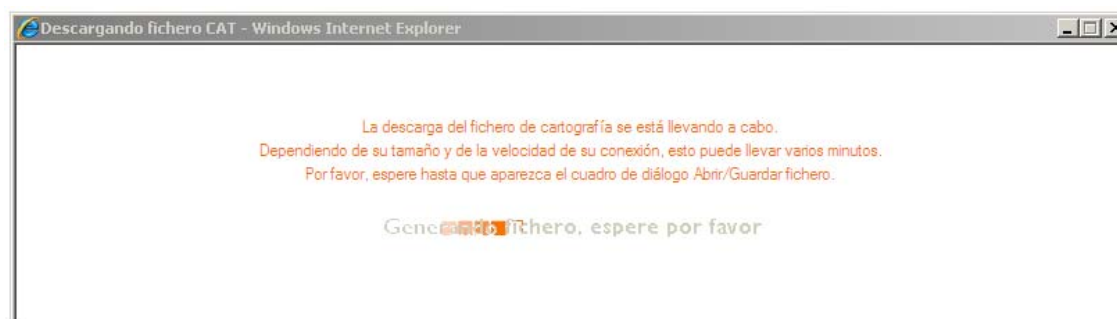 Descargando fichero CAT - Windows Internet Explorer
La descarga del fichero de cartografía se está llevando a cabo.
Dependiendo de su tamaño y de la velocidad de su conexión, esto puede llevar varios minutos.
Por favor, espere hasta que aparezca el cuadro de diálogo Abrir/Guardar fichero.
Generando fichero, espere por favor